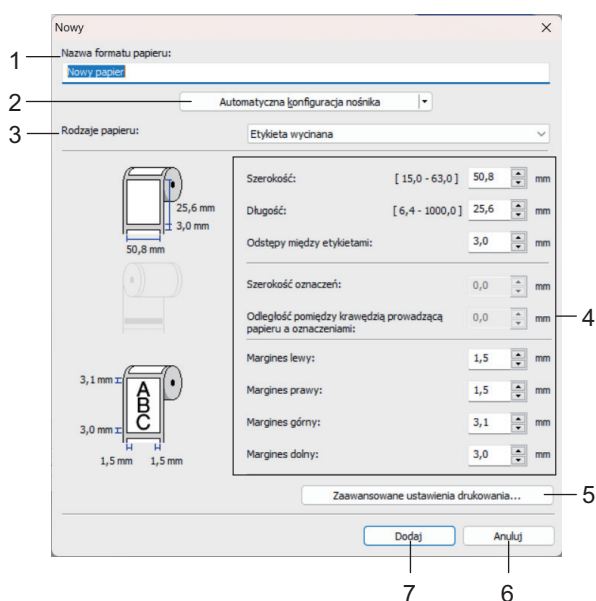 Nowy
1
Nazwa formatu papieru:
Nowy papier
2
Automatyczna konfiguracja nośnika
3
Rodzaje papieru:
Etykieta wycinana
25,6 mm
3,0 mm
50,8 mm
Szerokość: [ 15,0 - 63,0 ] 50,8 mm
Długość: [ 6,4 - 1000,0 ] 25,6 mm
Odstępy między etykietami: 3,0 mm
Szerokość oznaczeń: 0,0 mm
Odległość pomiędzy krawędzią prowadzącą
papieru a oznaczeniami: 0,0 mm
4
Margines lewy: 1,5 mm
Margines prawy: 1,5 mm
Margines górny: 3,1 mm
Margines dolny: 3,0 mm
3,1 mm
A
B
C
3,0 mm
1,5 mm 1,5 mm
Zaawansowane ustawienia drukowania...
5
Dodaj
Anuluj
7
6